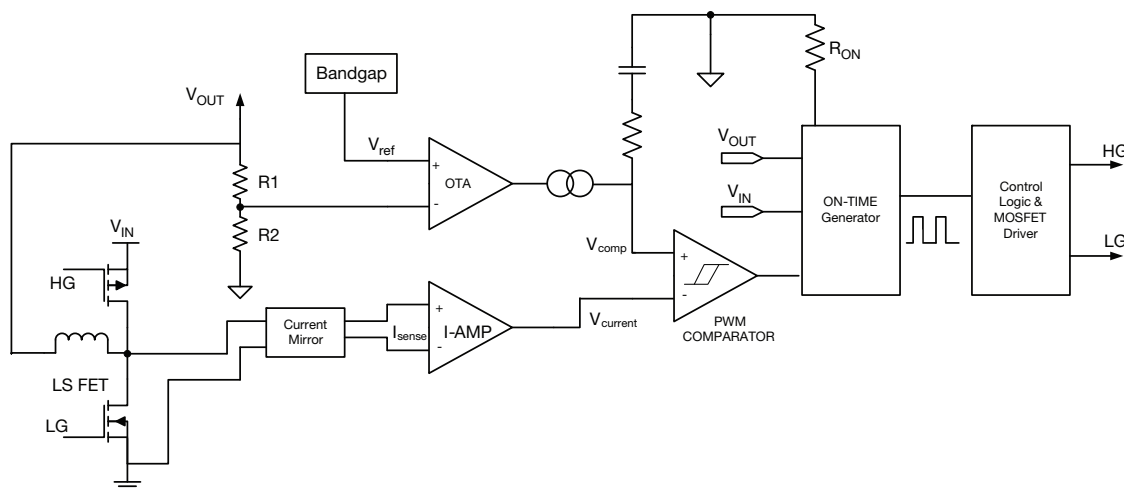 Bandgap
R_ON
V_OUT
V_ref
V_OUT
HG
+
OTA
-
R1
V_IN
ON-TIME
Generator
Control
Logic &
MOSFET
Driver
R2
V_IN
V_comp
+
-
LG
HG
Current
Mirror
I_sense
+
I-AMP
-
V_current
PWM
COMPARATOR
LS FET
LG